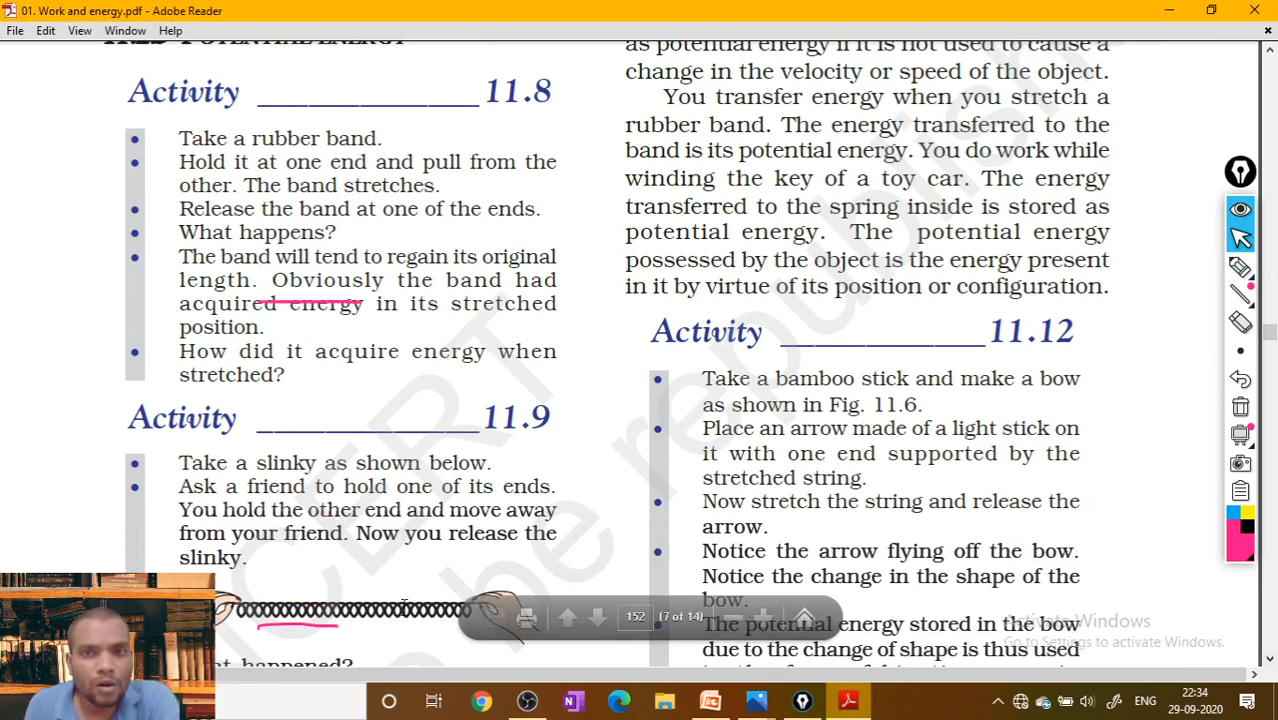 01. Work and energy.pdf - Adobe Reader
File Edit View Window Help
Activity 11.8
• Take a rubber band.
• Hold it at one end and pull from the
other. The band stretches.
• Release the band at one of the ends.
• What happens?
• The band will tend to regain its original
length. Obviously the band had
acquired energy in its stretched
position.
• How did it acquire energy when
stretched?
Activity 11.9
• Take a slinky as shown below.
• Ask a friend to hold one of its ends.
You hold the other end and move away
from your friend. Now you release the
slinky.
happened?
as potential energy if it is not used to cause a
change in the velocity or speed of the object.
You transfer energy when you stretch a
rubber band. The energy transferred to the
band is its potential energy. You do work while
winding the key of a toy car. The energy
transferred to the spring inside is stored as
potential energy. The potential energy
possessed by the object is the energy present
in it by virtue of its position or configuration.
Activity 11.12
• Take a bamboo stick and make a bow
as shown in Fig. 11.6.
• Place an arrow made of a light stick on
it with one end supported by the
stretched string.
• Now stretch the string and release the
arrow.
• Notice the arrow flying off the bow.
Notice the change in the shape of the
bow.
• The potential energy stored in the bow
due to the change of shape is thus used
152 (7 of 14)
Activate Windows
Go to Settings to activate Windows.
ENG
22:34
29-09-2020